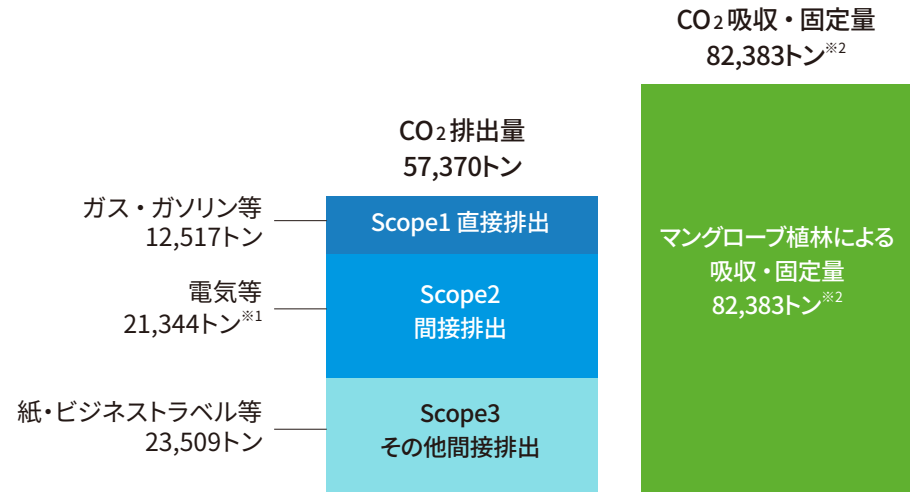 CO2排出量
57,370トン
ガス・ガソリン等
12,517トン
Scope1 直接排出
電気等
21,344トン※1
Scope2
間接排出
紙・ビジネストラベル等
23,509トン
Scope3
その他間接排出
CO2吸収・固定量
82,383トン※2
マングローブ植林による
吸収・固定量
82,383トン※2